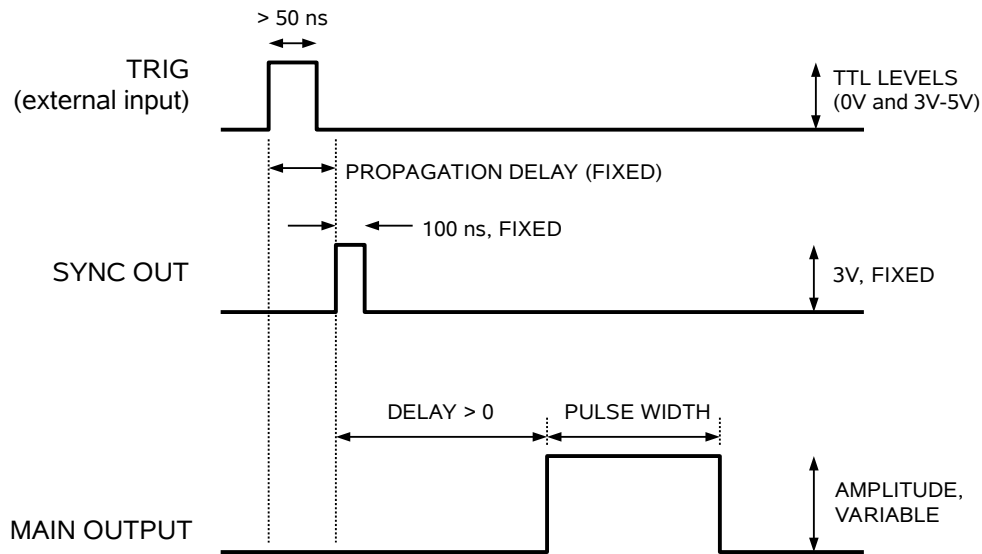 > 50 ns
TRIG
(external input)
TTL LEVELS
(0V and 3V-5V)
PROPAGATION DELAY (FIXED)
100 ns, FIXED
SYNC OUT
3V, FIXED
DELAY > 0
PULSE WIDTH
AMPLITUDE,
VARIABLE
MAIN OUTPUT